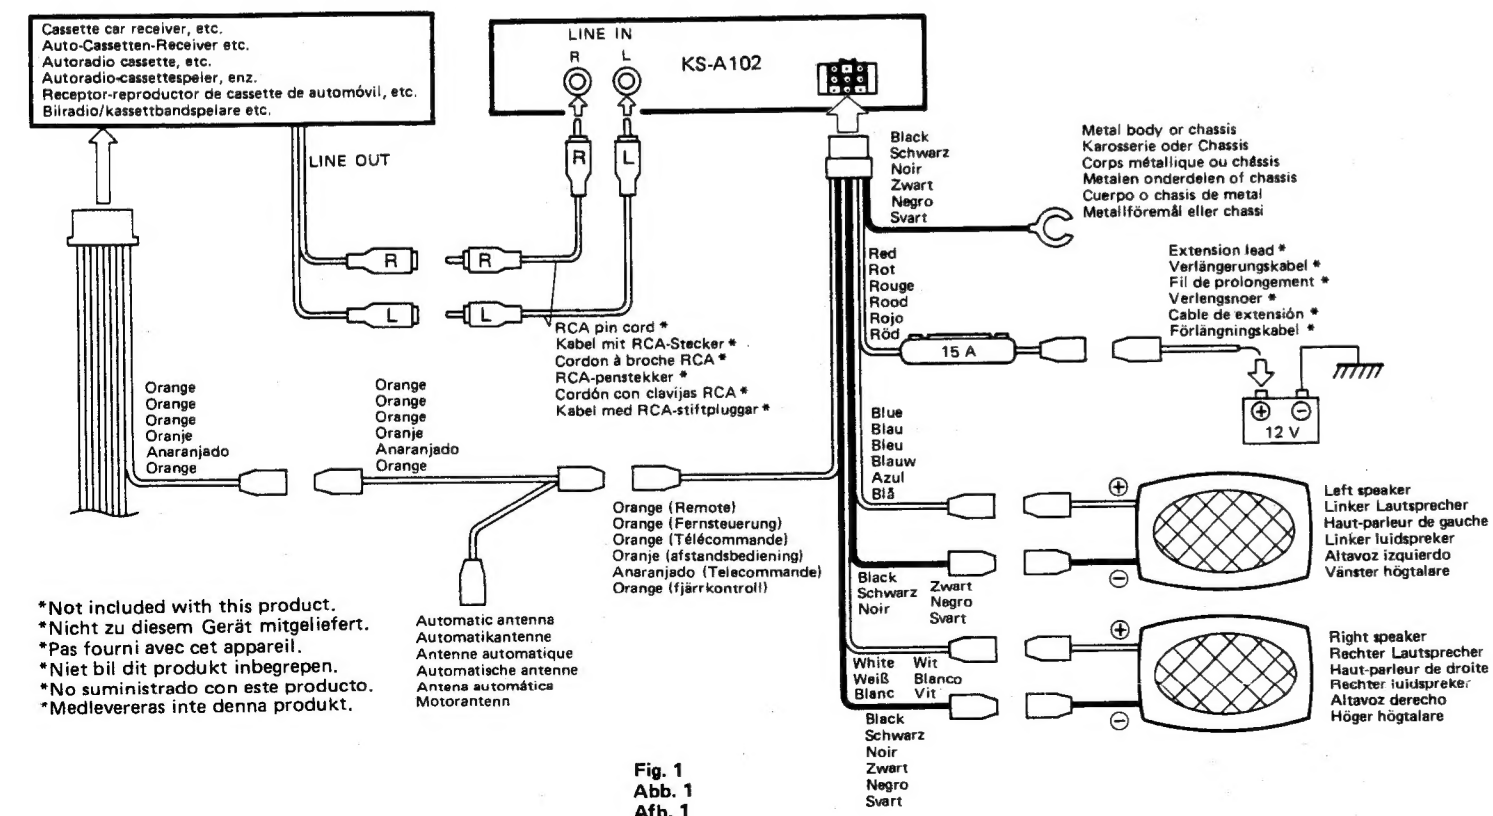 Cassette car receiver, etc.
Auto-Cassetten-Receiver etc.
Autoradio cassette, etc.
Autoradio-cassettespeler, enz.
Receptor-reproductor de cassette de automóvil, etc.
Bilradio/kassettbandspelare etc.
LINE OUT
LINE IN
R
L
KS-A102
R
L
R
R
L
L
RCA pin cord *
Kabel mit RCA-Stecker *
Cordon à broche RCA *
RCA-penstekker *
Cordón con clavijas RCA *
Kabel med RCA-stiftpluggar *
Black
Schwarz
Noir
Zwart
Negro
Svart
Metal body or chassis
Karosserie oder Chassis
Corps métallique ou châssis
Metalen onderdelen of chassis
Cuerpo o chasis de metal
Metallföremål eller chassi
Red
Rot
Rouge
Rood
Rojo
Röd
15 A
Extension lead *
Verlängerungskabel *
Fil de prolongement *
Verlengsnoer *
Cable de extensión *
Förlängningskabel *
⊕ ⊖
12 V
Orange
Orange
Orange
Oranje
Anaranjado
Orange
Orange
Orange
Orange
Oranje
Anaranjado
Orange
Orange (Remote)
Orange (Fernsteuerung)
Orange (Télécommande)
Oranje (afstandsbediening)
Anaranjado (Telecommande)
Orange (fjärrkontroll)
Automatic antenna
Automatikantenne
Antenne automatique
Automatische antenne
Antena automática
Motorantenn
Blue
Blau
Bleu
Blauw
Azul
Blå
⊕
⊖
Left speaker
Linker Lautsprecher
Haut-parleur de gauche
Linker luidspreker
Altavoz izquierdo
Vänster högtalare
Black
Schwarz
Noir
Zwart
Negro
Svart
White
Weiß
Blanc
Wit
Blanco
Vit
⊕
⊖
Right speaker
Rechter Lautsprecher
Haut-parleur de droite
Rechter luidspreker
Altavoz derecho
Höger högtalare
Black
Schwarz
Noir
Zwart
Negro
Svart
*Not included with this product.
*Nicht zu diesem Gerät mitgeliefert.
*Pas fourni avec cet appareil.
*Niet bil dit produkt inbegrepen.
*No suministrado con este producto.
*Medlevereras inte denna produkt.
Fig. 1
Abb. 1
Afb. 1